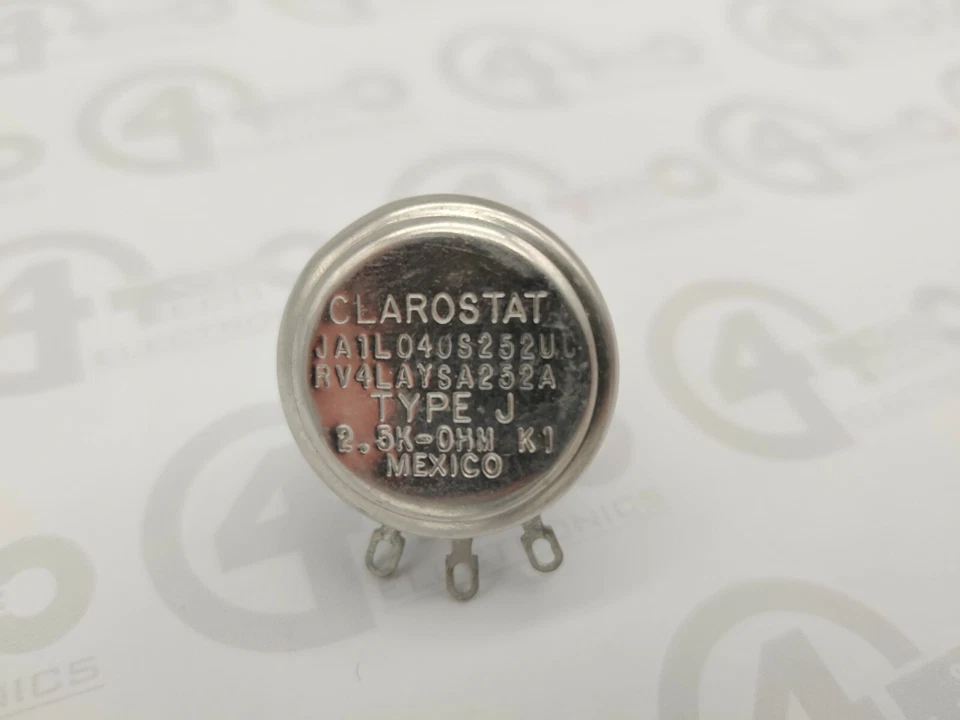 CLAROSTAT
JA1L040S252UC
RV4LAYSA252A
TYPE J
2.5K-OHM K1
MEXICO